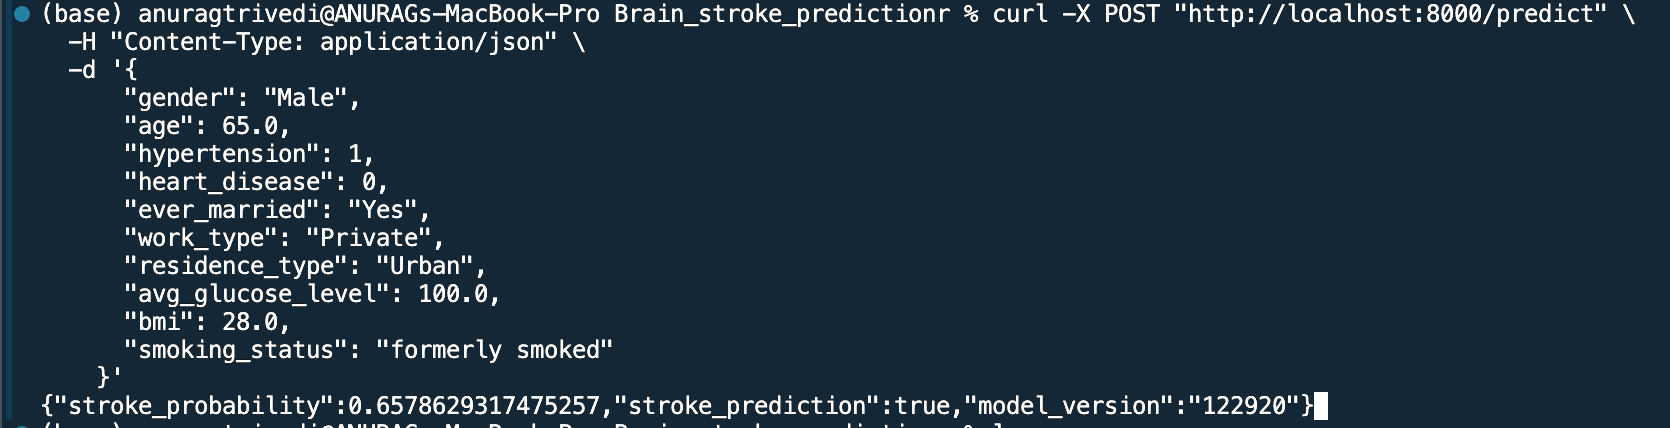 (base) anuragtrivedi@ANURAGs-MacBook-Pro Brain_stroke_predictionr % curl -X POST "http://localhost:8000/predict" \
-H "Content-Type: application/json" \
-d '{
"gender": "Male",
"age": 65.0,
"hypertension": 1,
"heart_disease": 0,
"ever_married": "Yes",
"work_type": "Private",
"residence_type": "Urban",
"avg_glucose_level": 100.0,
"bmi": 28.0,
"smoking_status": "formerly smoked"
}'
{"stroke_probability":0.6578629317475257,"stroke_prediction":true,"model_version":"122920"}